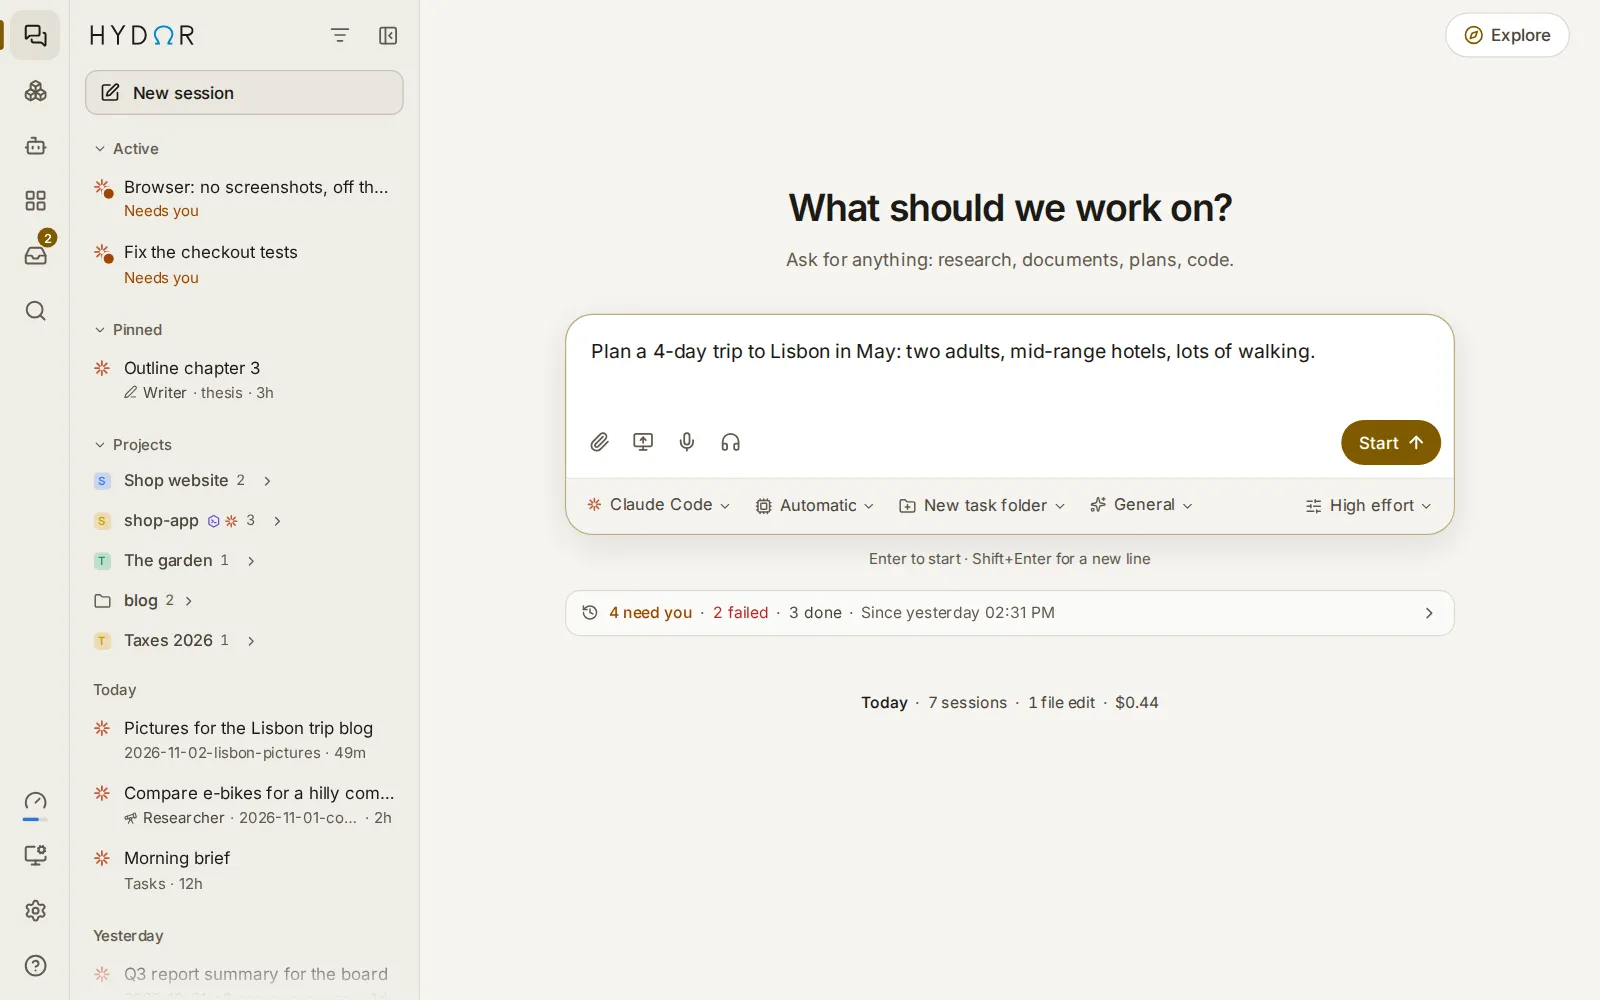 HYDΩR
New session
Active
Browser: no screenshots, off th...
Needs you
Fix the checkout tests
Needs you
2
Pinned
Outline chapter 3
Writer · thesis · 3h
Projects
S Shop website 2
S shop-app 3
T The garden 1
blog 2
T Taxes 2026 1
Today
Pictures for the Lisbon trip blog
2026-11-02-lisbon-pictures · 49m
Compare e-bikes for a hilly com...
Researcher · 2026-11-01-co... · 2h
Morning brief
Tasks · 12h
Yesterday
Q3 report summary for the board
Explore
What should we work on?
Ask for anything: research, documents, plans, code.
Plan a 4-day trip to Lisbon in May: two adults, mid-range hotels, lots of walking.
Start
Claude Code Automatic New task folder General High effort
Enter to start · Shift+Enter for a new line
4 need you · 2 failed · 3 done · Since yesterday 02:31 PM
Today · 7 sessions · 1 file edit · $0.44